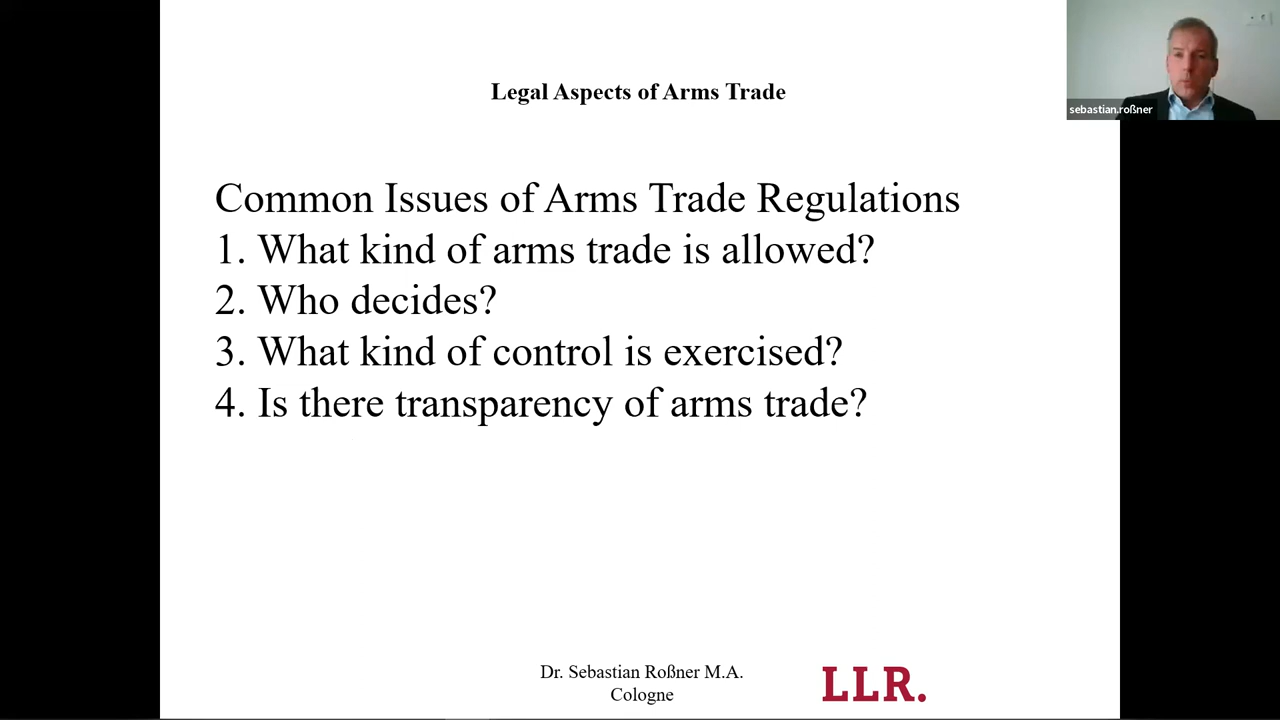 Legal Aspects of Arms Trade
sebastian.roßner
Common Issues of Arms Trade Regulations
1. What kind of arms trade is allowed?
2. Who decides?
3. What kind of control is exercised?
4. Is there transparency of arms trade?
Dr. Sebastian Roßner M.A.
Cologne
LLR.